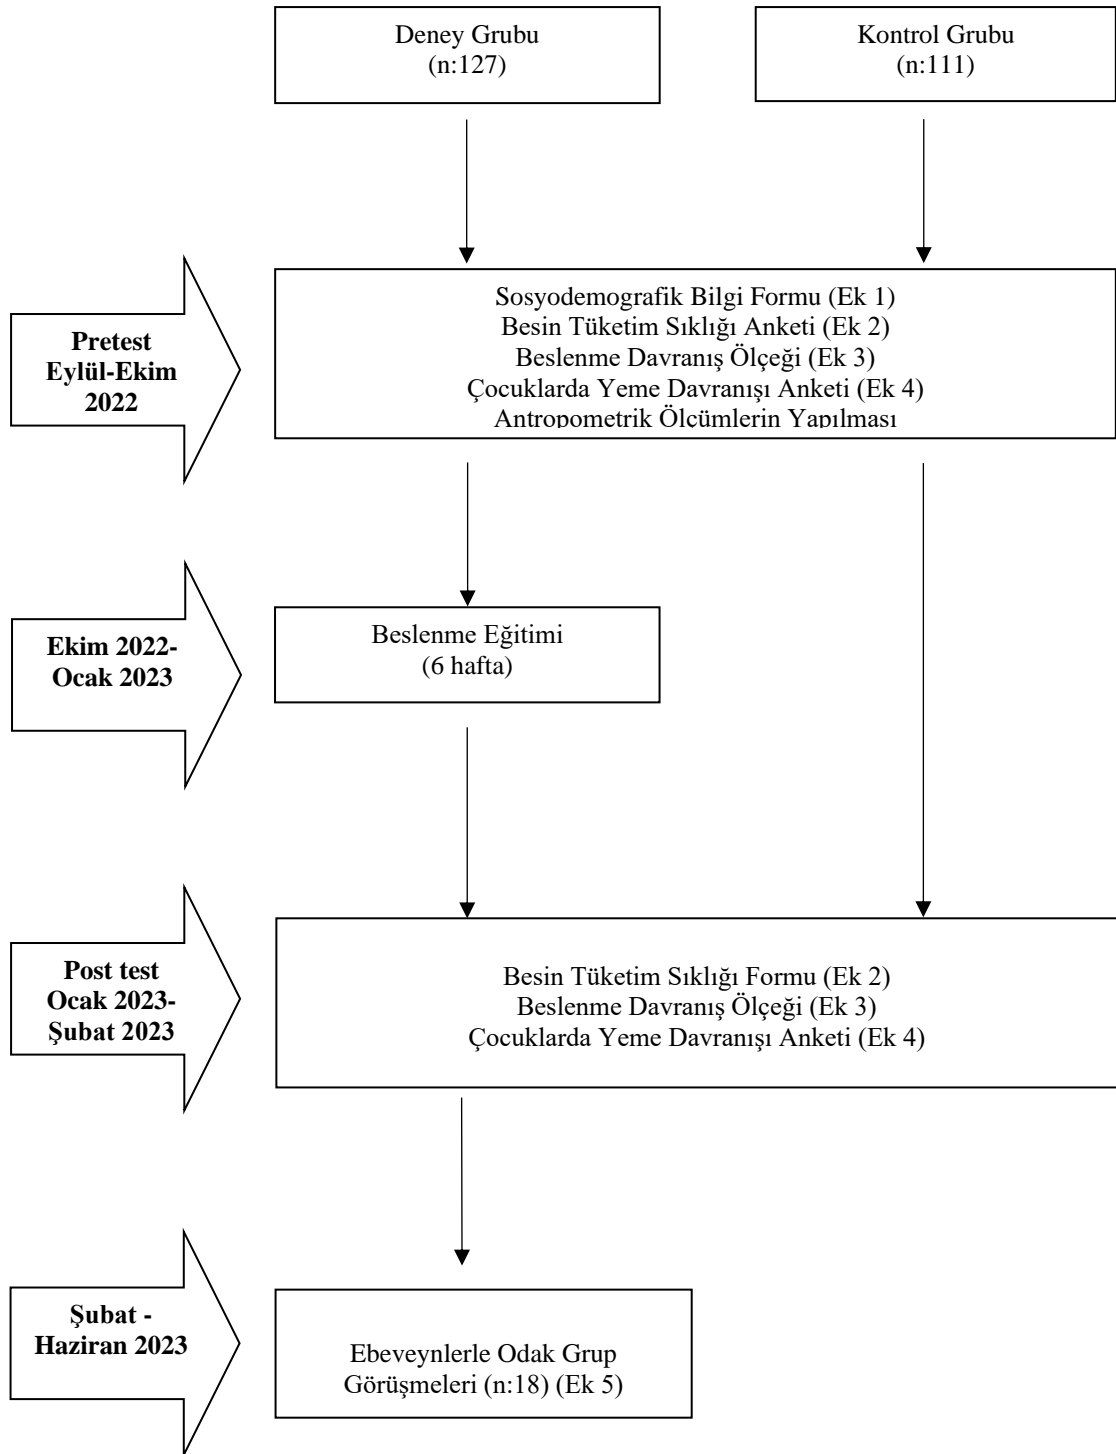 Deney Grubu
(n:127)
Kontrol Grubu
(n:111)
Pretest
Eylül-Ekim
2022
Sosyodemografik Bilgi Formu (Ek 1)
Besin Tüketim Sıklığı Anketi (Ek 2)
Beslenme Davranış Ölçeği (Ek 3)
Çocuklarda Yeme Davranışı Anketi (Ek 4)
Antropometrik Ölçümlerin Yapılması
Ekim 2022-
Ocak 2023
Beslenme Eğitimi
(6 hafta)
Post test
Ocak 2023-
Şubat 2023
Besin Tüketim Sıklığı Formu (Ek 2)
Beslenme Davranış Ölçeği (Ek 3)
Çocuklarda Yeme Davranışı Anketi (Ek 4)
Şubat -
Haziran 2023
Ebeveynlerle Odak Grup
Görüşmeleri (n:18) (Ek 5)